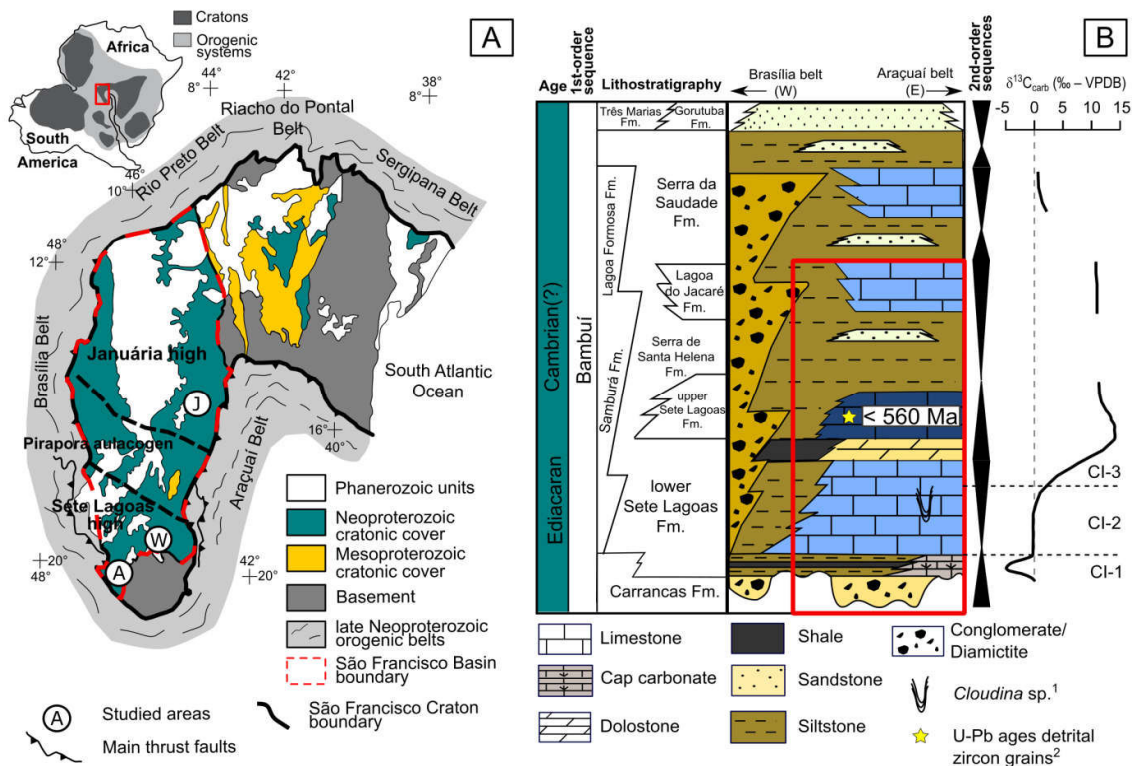 Cratons
Orogenic
systems
Africa
South
America
A
8°
44°
42°
38°
8°
Riacho do Pontal
Belt
Rio Preto Belt
Sergipana Belt
46°
10°
48°
12°
Brasília Belt
Januária high
J
South Atlantic
Ocean
Pirapora aulacogen
Araçuaí Belt
16°
40°
Sete Lagoas
high
W
A
20°
48°
20°
42°
Phanerozoic units
Neoproterozoic
cratonic cover
Mesoproterozoic
cratonic cover
Basement
late Neoproterozoic
orogenic belts
São Francisco Basin
boundary
São Francisco Craton
boundary
A
Studied areas
Main thrust faults
B
Age
1st-order
sequence
Lithostratigraphy
Brasília belt
(W)
Araçuaí belt
(E)
2nd-order
sequences
δ13Ccarb (‰ – VPDB)
-5 0 5 10 15
Ediacaran
Cambrian(?)
Bambuí
Três Marias
Fm.
Gorutuba
Fm.
Serra da
Saudade
Fm.
Lagoa Formosa Fm.
Lagoa
do Jacaré
Fm.
Serra de
Santa Helena
Fm.
Samburá Fm.
upper
Sete Lagoas
Fm.
lower
Sete Lagoas
Fm.
Carrancas Fm.
< 560 Ma
CI-3
CI-2
CI-1
Limestone
Cap carbonate
Dolostone
Shale
Sandstone
Siltstone
Conglomerate/
Diamictite
Cloudina sp.1
U-Pb ages detrital
zircon grains2